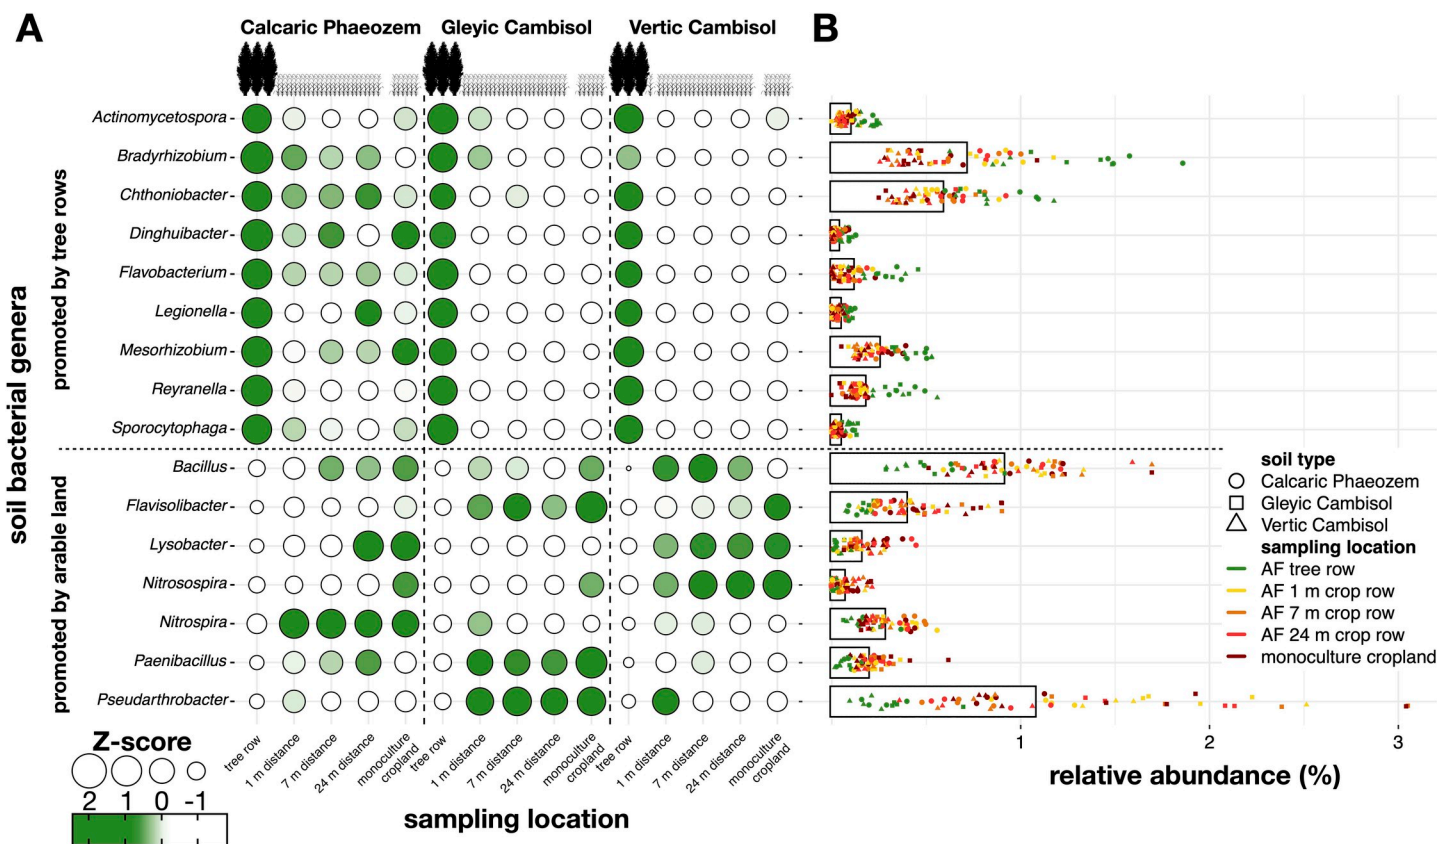 A
B
Calcaric Phaeozem
Gleyic Cambisol
Vertic Cambisol
soil bacterial genera
promoted by tree rows
Actinomycetospora
Bradyrhizobium
Chthoniobacter
Dinghuibacter
Flavobacterium
Legionella
Mesorhizobium
Reyranella
Sporocytophaga
promoted by arable land
Bacillus
Flavisolibacter
Lysobacter
Nitrosospira
Nitrospira
Paenibacillus
Pseudarthrobacter
tree row
1 m distance
7 m distance
24 m distance
monoculture
cropland
tree row
1 m distance
7 m distance
24 m distance
monoculture
cropland
tree row
1 m distance
7 m distance
24 m distance
monoculture
cropland
sampling location
Z-score
2 1 0 -1
soil type
Calcaric Phaeozem
Gleyic Cambisol
Vertic Cambisol
sampling location
AF tree row
AF 1 m crop row
AF 7 m crop row
AF 24 m crop row
monoculture cropland
1 2 3
relative abundance (%)